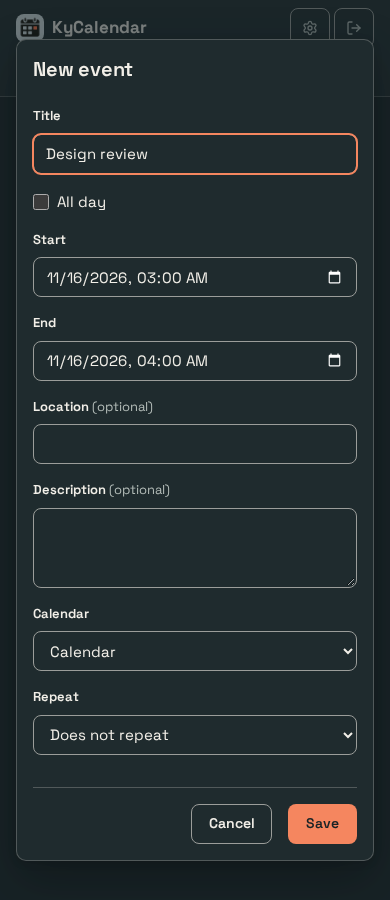 KyCalendar
New event
Title
Design review
All day
Start
11/16/2026, 03:00 AM
End
11/16/2026, 04:00 AM
Location (optional)
Description (optional)
Calendar
Calendar
Repeat
Does not repeat
Cancel Save